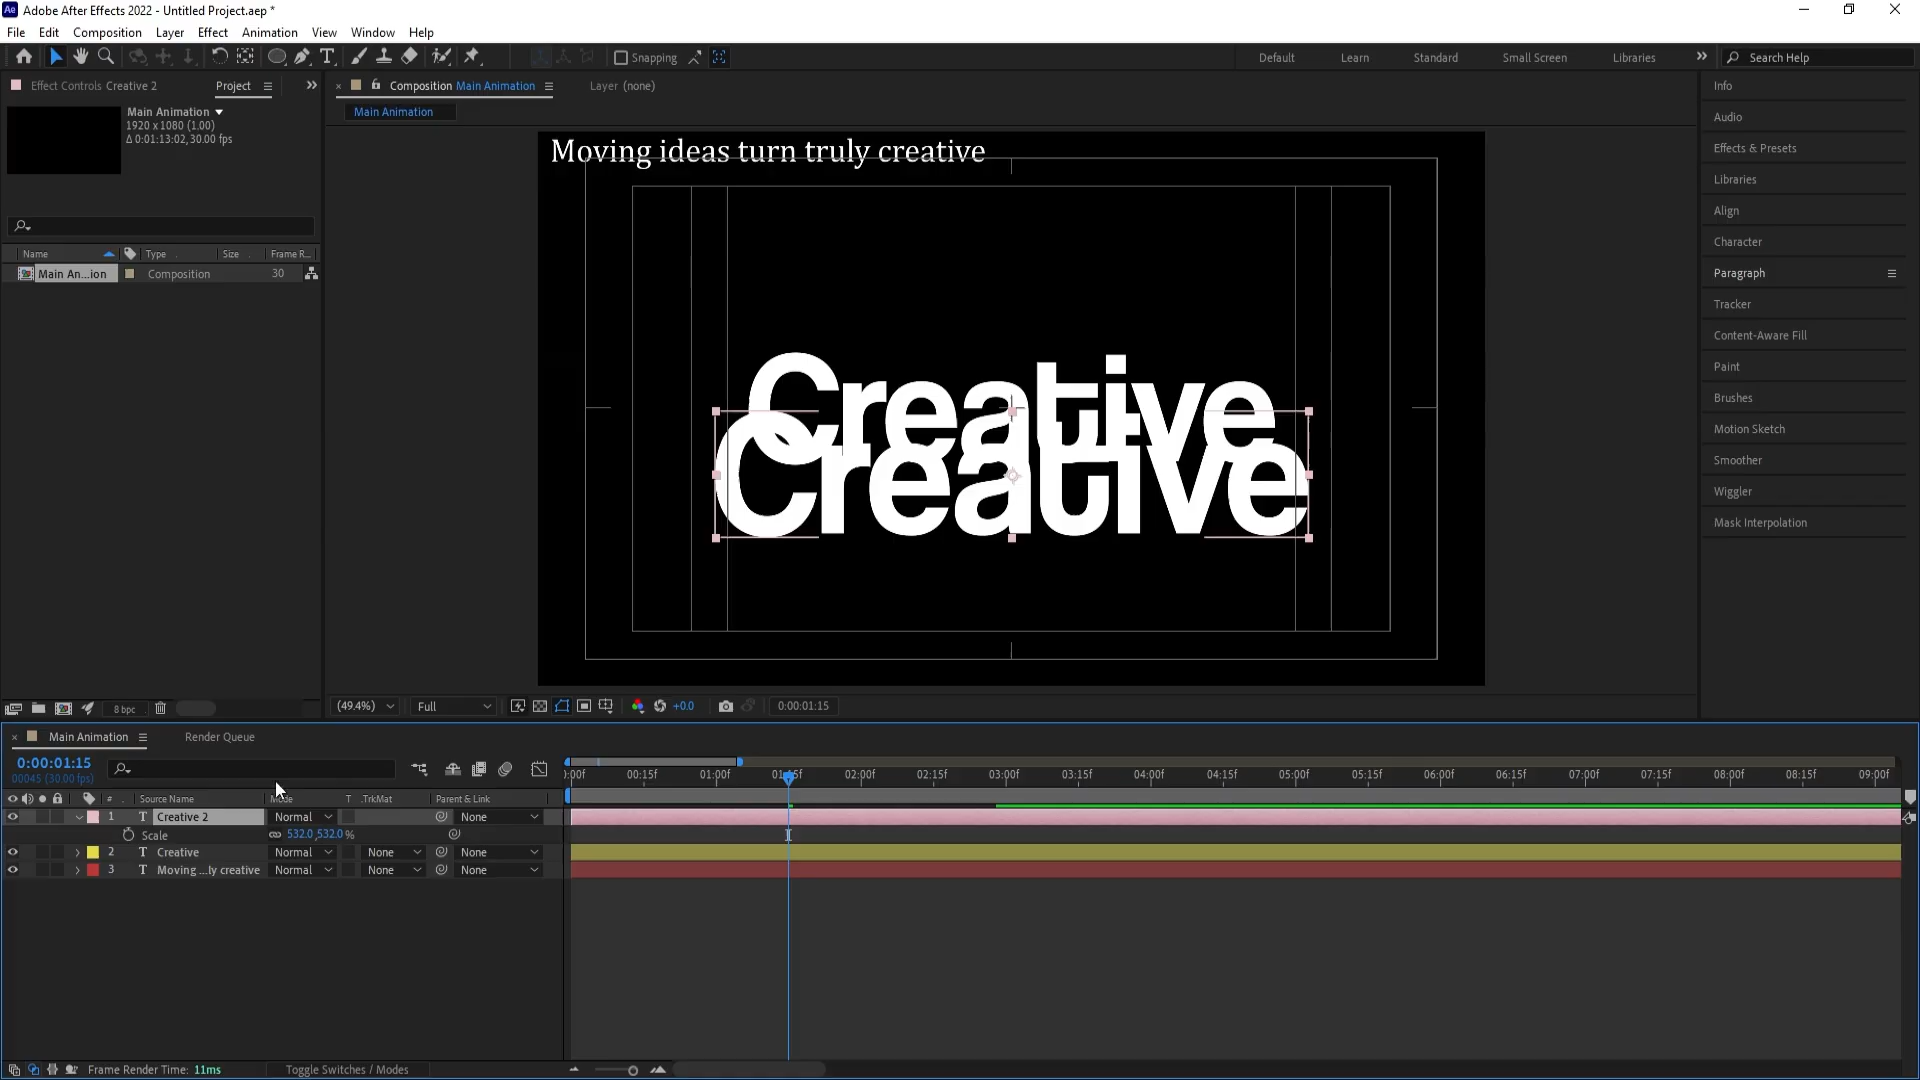 Ae Adobe After Effects 2022 - Untitled Project.aep *
File Edit Composition Layer Effect Animation View Window Help
Snapping Default Learn Standard Small Screen Libraries Search Help
Effect Controls Creative 2 Project
Composition Main Animation Layer (none)
Main Animation
Main Animation
1920 x 1080 (1.00)
Δ 0:01:13:02, 30.00 fps
Name Type Size Frame R...
Main An...ion Composition 30
8 bpc
Moving ideas turn truly creative
Creative
Creative
(49.4%) Full +0.0 0:00:01:15
Info
Audio
Effects & Presets
Libraries
Align
Character
Paragraph
Tracker
Content-Aware Fill
Paint
Brushes
Motion Sketch
Smoother
Wiggler
Mask Interpolation
Main Animation Render Queue
0:00:01:15
00045 (30.00 fps)
:00f 00:15f 01:00f 01:15f 02:00f 02:15f 03:00f 03:15f 04:00f 04:15f 05:00f 05:15f 06:00f 06:15f 07:00f 07:15f 08:00f 08:15f 09:00f
# Source Name Mode T .TrkMat Parent & Link
1 T Creative 2 Normal None
Scale 532.0,532.0 %
2 T Creative Normal None None
3 T Moving ...ly creative Normal None None
Frame Render Time: 11ms Toggle Switches / Modes